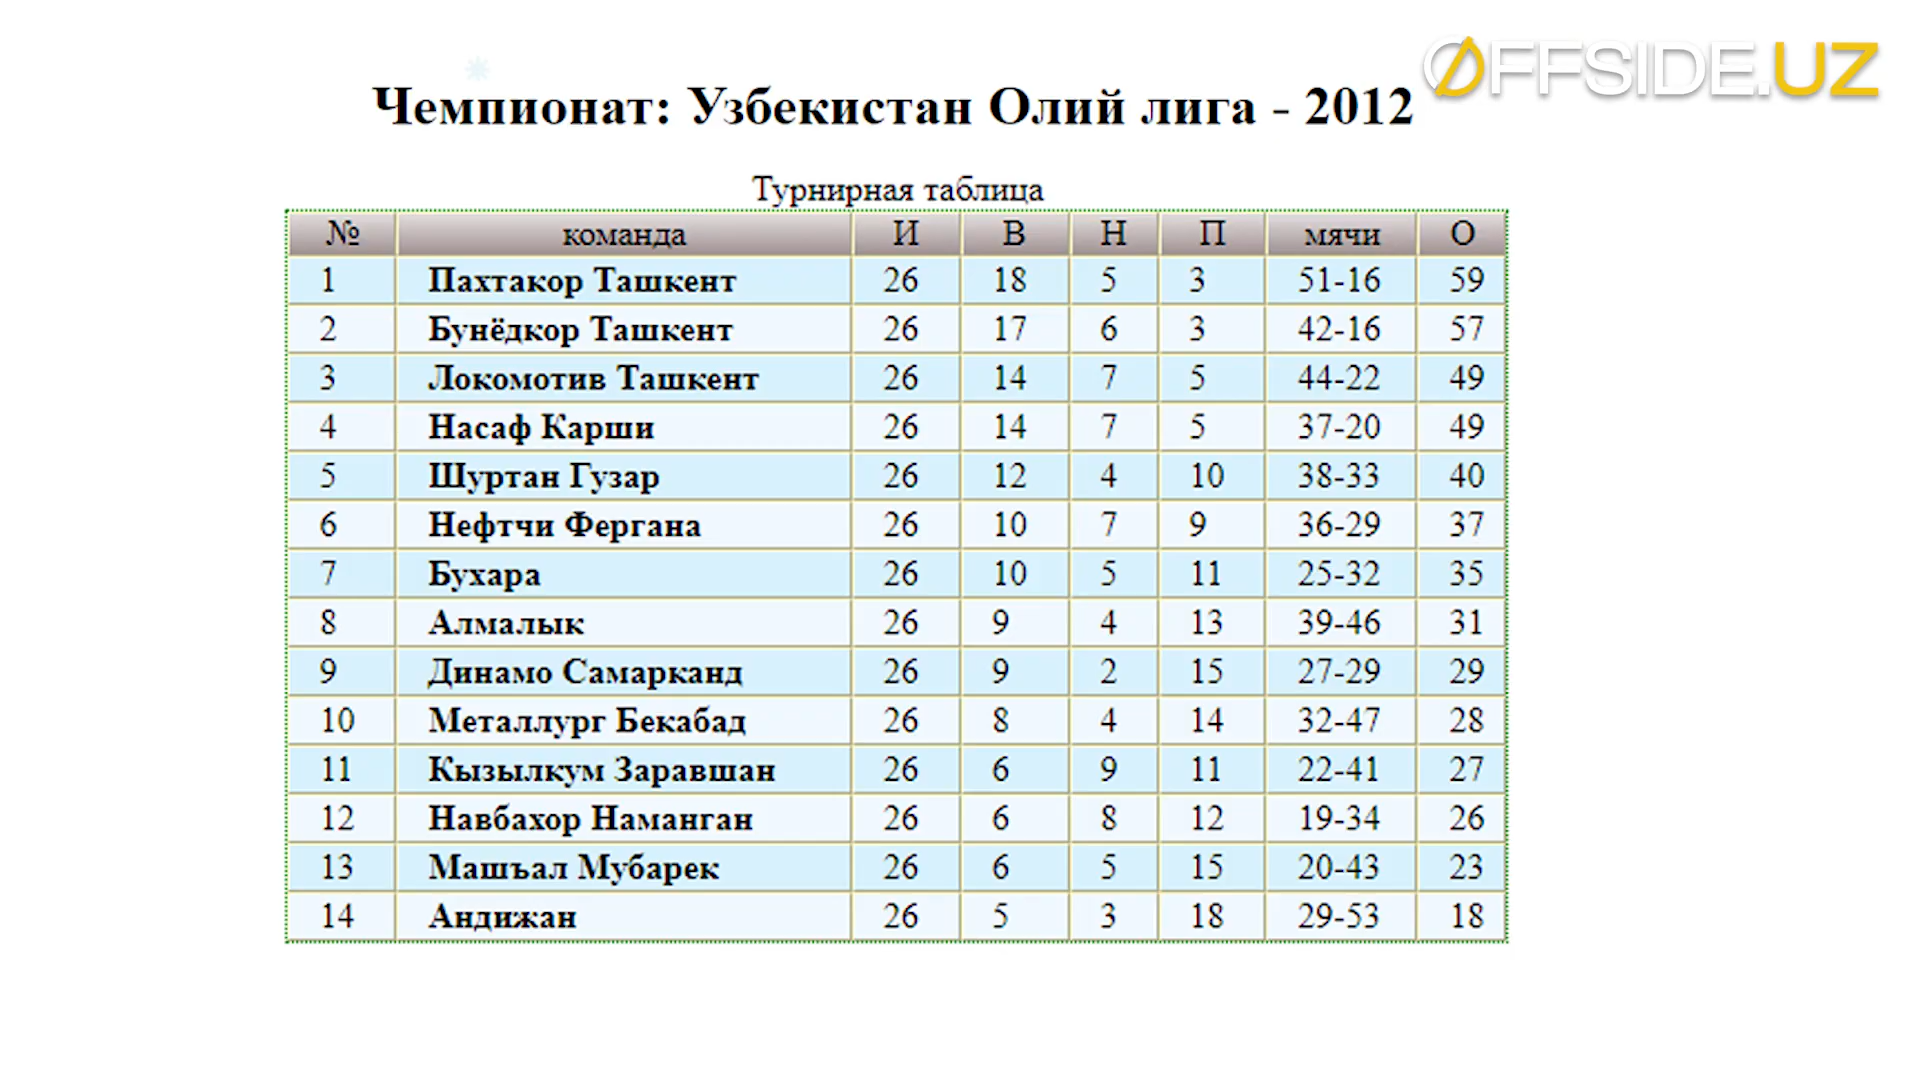 OFFSIDE.UZ
Чемпионат: Узбекистан Олий лига - 2012
Турнирная таблица
№ команда И В Н П мячи О
1 Пахтакор Ташкент 26 18 5 3 51-16 59
2 Бунёдкор Ташкент 26 17 6 3 42-16 57
3 Локомотив Ташкент 26 14 7 5 44-22 49
4 Насаф Карши 26 14 7 5 37-20 49
5 Шуртан Гузар 26 12 4 10 38-33 40
6 Нефтчи Фергана 26 10 7 9 36-29 37
7 Бухара 26 10 5 11 25-32 35
8 Алмалык 26 9 4 13 39-46 31
9 Динамо Самарканд 26 9 2 15 27-29 29
10 Металлург Бекабад 26 8 4 14 32-47 28
11 Кызылкум Заравшан 26 6 9 11 22-41 27
12 Навбахор Наманган 26 6 8 12 19-34 26
13 Машъал Мубарек 26 6 5 15 20-43 23
14 Андижан 26 5 3 18 29-53 18